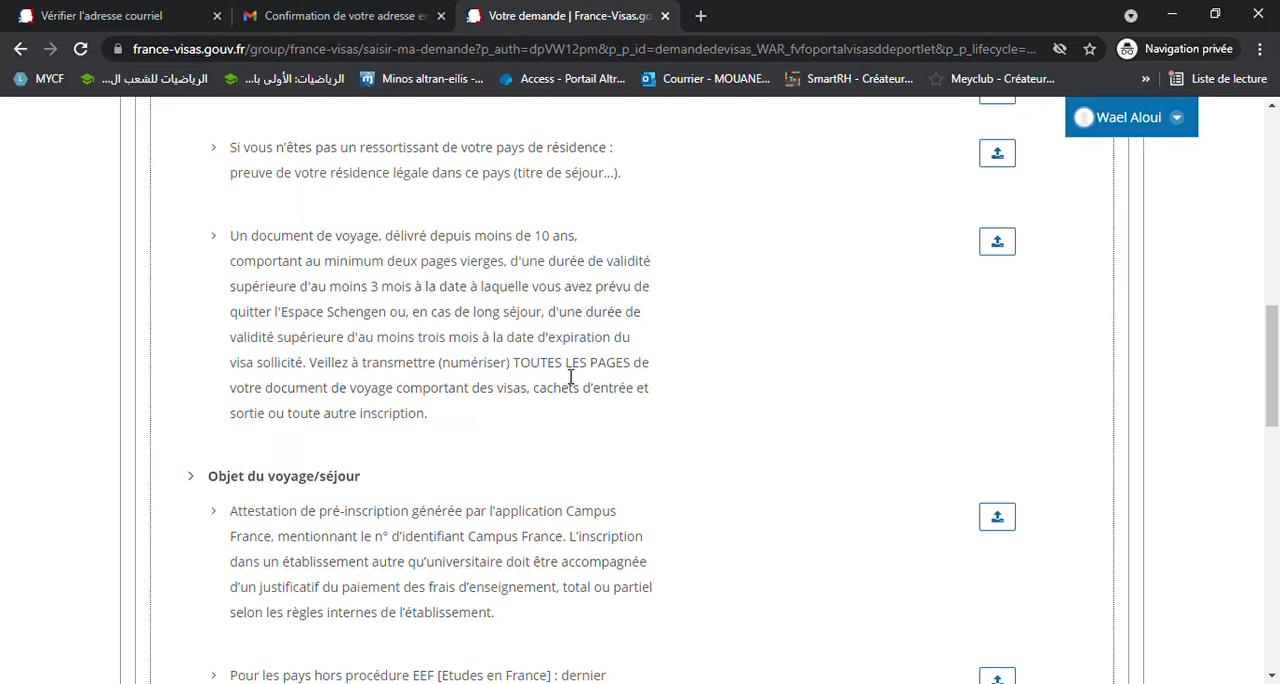 Vérifier l'adresse courriel
Confirmation de votre adresse e
Votre demande | France-Visas.go
france-visas.gouv.fr/group/france-visas/saisir-ma-demande?p_auth=dpVW12pm&p_p_id=demandedevisas_WAR_fvfoportalvisasddeportlet&p_p_lifecycle=...
Navigation privée
MYCF
الرياضيات للشعب ال...
الرياضيات: الأولى با...
Minos altran-eilis -...
Access - Portail Altr...
Courrier - MOUANE...
SmartRH - Créateur...
Meyclub - Créateur...
»
Liste de lecture
Wael Aloui
Si vous n'êtes pas un ressortissant de votre pays de résidence :
preuve de votre résidence légale dans ce pays (titre de séjour...).
Un document de voyage, délivré depuis moins de 10 ans,
comportant au minimum deux pages vierges, d'une durée de validité
supérieure d'au moins 3 mois à la date à laquelle vous avez prévu de
quitter l'Espace Schengen ou, en cas de long séjour, d'une durée de
validité supérieure d'au moins trois mois à la date d'expiration du
visa sollicité. Veillez à transmettre (numériser) TOUTES LES PAGES de
votre document de voyage comportant des visas, cachets d'entrée et
sortie ou toute autre inscription.
Objet du voyage/séjour
Attestation de pré-inscription générée par l'application Campus
France, mentionnant le n° d'identifiant Campus France. L'inscription
dans un établissement autre qu'universitaire doit être accompagnée
d'un justificatif du paiement des frais d'enseignement, total ou partiel
selon les règles internes de l'établissement.
Pour les pays hors procédure EEF [Etudes en France] : dernier